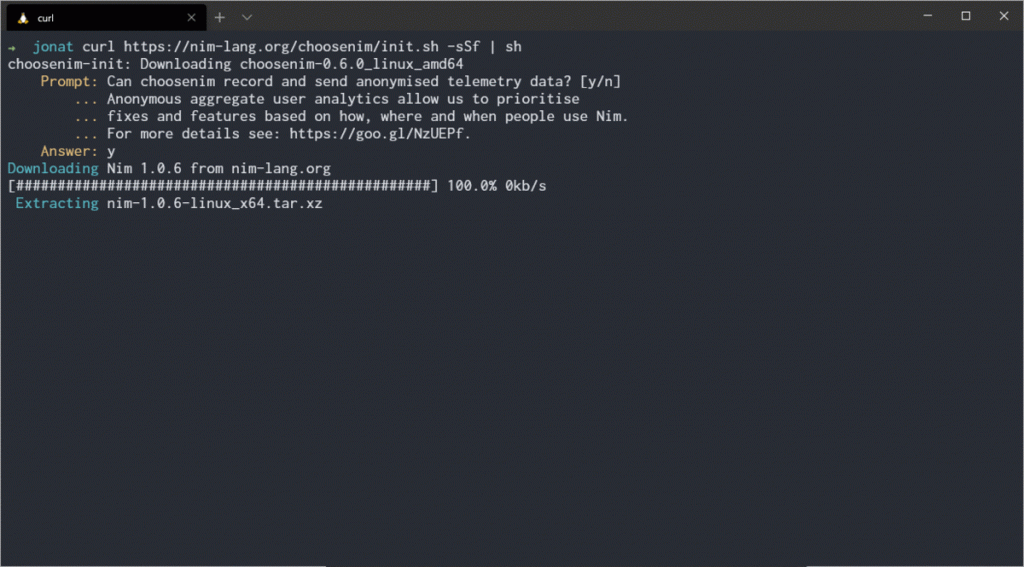 curl
➜ jonat curl https://nim-lang.org/choosenim/init.sh -sSf | sh
choosenim-init: Downloading choosenim-0.6.0_linux_amd64
Prompt: Can choosenim record and send anonymised telemetry data? [y/n]
... Anonymous aggregate user analytics allow us to prioritise
... fixes and features based on how, where and when people use Nim.
... For more details see: https://goo.gl/NzUEPf.
Answer: y
Downloading Nim 1.0.6 from nim-lang.org
[##################################################] 100.0% 0kb/s
Extracting nim-1.0.6-linux_x64.tar.xz